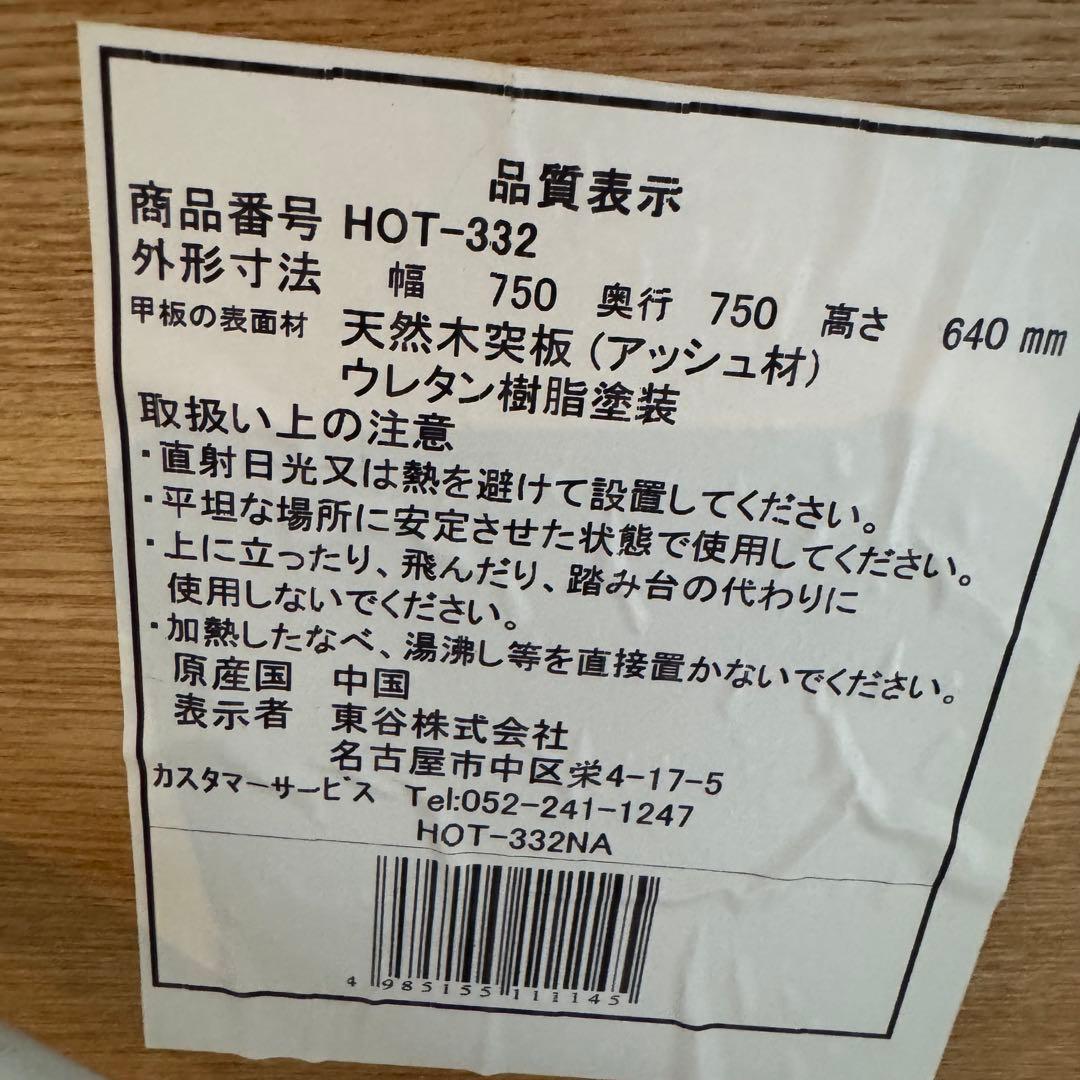 品質表示
商品番号 HOT-332
外形寸法 幅 750 奥行 750 高さ 640 mm
甲板の表面材 天然木突板 (アッシュ材)
ウレタン樹脂塗装
取扱い上の注意
・直射日光又は熱を避けて設置してください。
・平坦な場所に安定させた状態で使用してください。
・上に立ったり、飛んだり、踏み台の代わりに
使用しないでください。
・加熱したなべ、湯沸し等を直接置かないでください。
原産国 中国
表示者 東谷株式会社
名古屋市中区栄4-17-5
カスタマーサービス Tel:052-241-1247
HOT-332NA
4 985155 111145